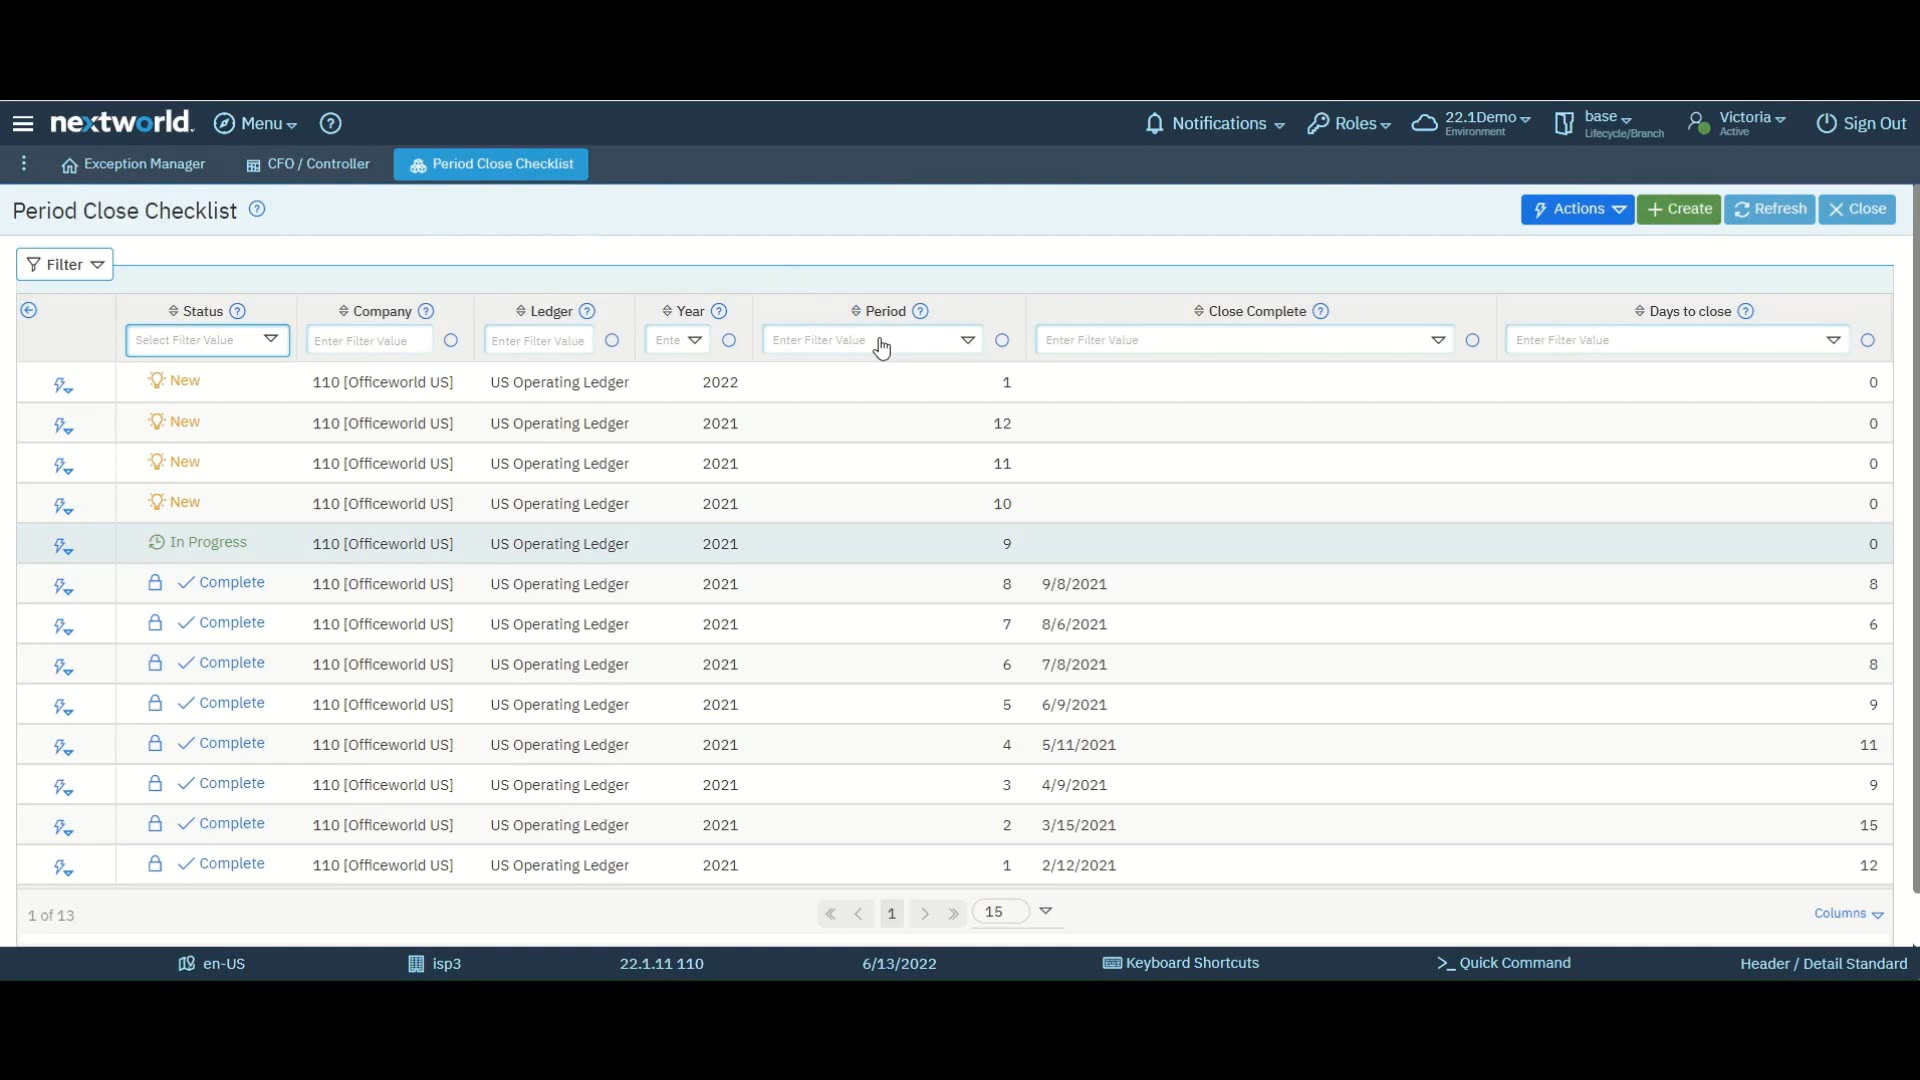 nextworld. Menu Notifications Roles 22.1Demo Environment base Lifecycle/Branch Victoria Active Sign Out
Exception Manager CFO / Controller Period Close Checklist
Period Close Checklist Actions Create Refresh Close
Filter
Status Company Ledger Year Period Close Complete Days to close
Select Filter Value Enter Filter Value Enter Filter Value Ente Enter Filter Value Enter Filter Value Enter Filter Value
New 110 [Officeworld US] US Operating Ledger 2022 1 0
New 110 [Officeworld US] US Operating Ledger 2021 12 0
New 110 [Officeworld US] US Operating Ledger 2021 11 0
New 110 [Officeworld US] US Operating Ledger 2021 10 0
In Progress 110 [Officeworld US] US Operating Ledger 2021 9 0
Complete 110 [Officeworld US] US Operating Ledger 2021 8 9/8/2021 8
Complete 110 [Officeworld US] US Operating Ledger 2021 7 8/6/2021 6
Complete 110 [Officeworld US] US Operating Ledger 2021 6 7/8/2021 8
Complete 110 [Officeworld US] US Operating Ledger 2021 5 6/9/2021 9
Complete 110 [Officeworld US] US Operating Ledger 2021 4 5/11/2021 11
Complete 110 [Officeworld US] US Operating Ledger 2021 3 4/9/2021 9
Complete 110 [Officeworld US] US Operating Ledger 2021 2 3/15/2021 15
Complete 110 [Officeworld US] US Operating Ledger 2021 1 2/12/2021 12
1 of 13 1 15 Columns
en-US isp3 22.1.11 110 6/13/2022 Keyboard Shortcuts Quick Command Header / Detail Standard